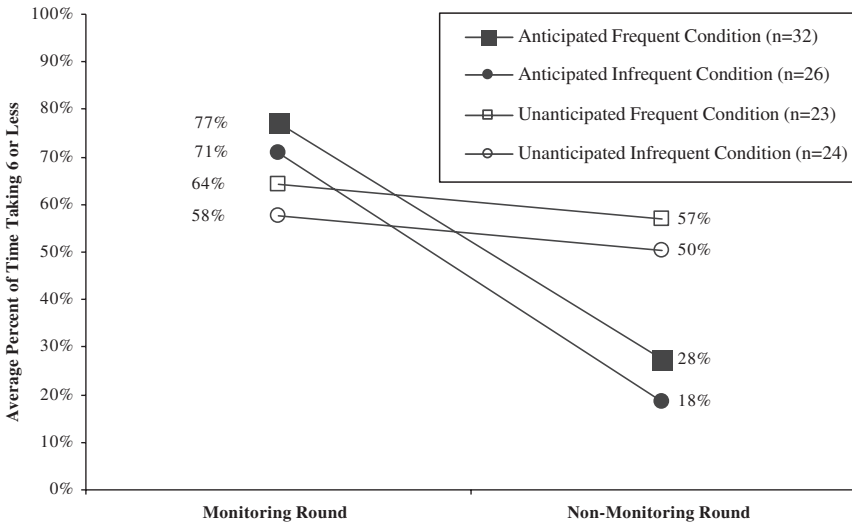 100%
90%
80%
70%
60%
50%
40%
30%
20%
10%
0%
Average Percent of Time Taking 6 or Less
Anticipated Frequent Condition (n=32)
Anticipated Infrequent Condition (n=26)
Unanticipated Frequent Condition (n=23)
Unanticipated Infrequent Condition (n=24)
77%
71%
64%
58%
57%
50%
28%
18%
Monitoring Round
Non-Monitoring Round